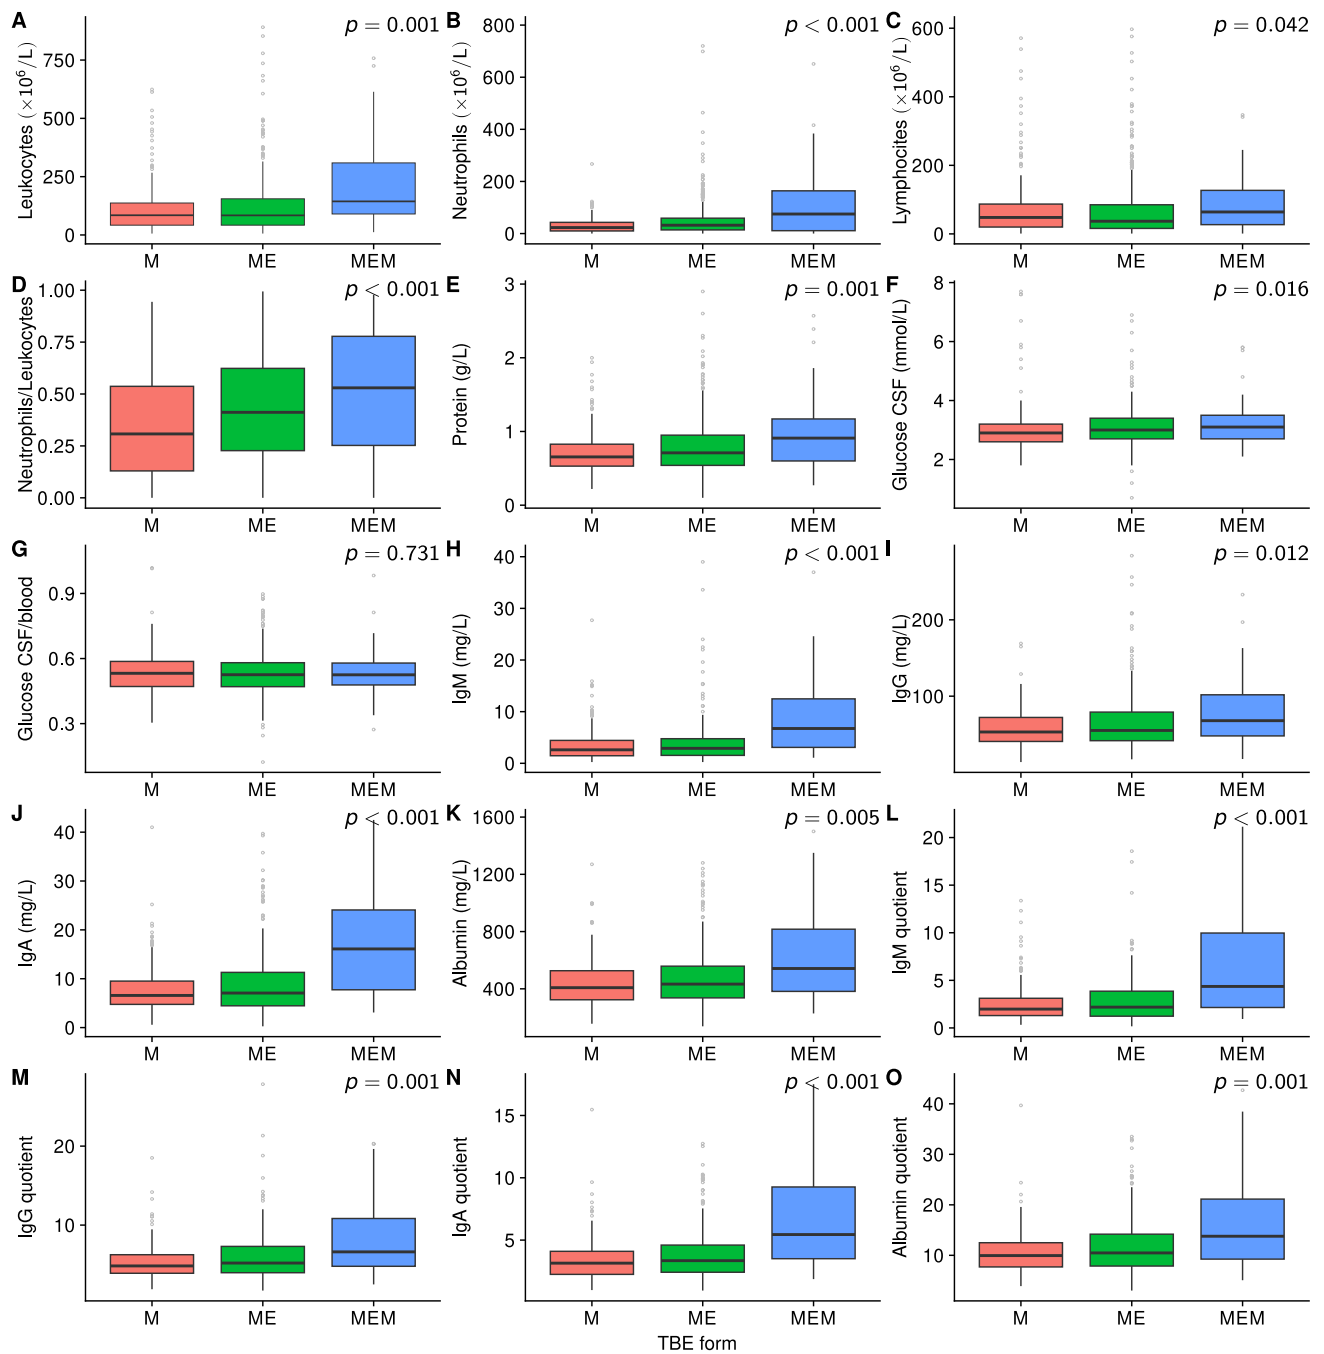 A
p = 0.001
Leukocytes (×10⁶/L)
750
500
250
0
M ME MEM
B
p < 0.001
Neutrophils (×10⁶/L)
800
600
400
200
0
M ME MEM
C
p = 0.042
Lymphocites (×10⁶/L)
600
400
200
0
M ME MEM
D
p < 0.001
Neutrophils/Leukocytes
1.00
0.75
0.50
0.25
0.00
M ME MEM
E
p = 0.001
Protein (g/L)
3
2
1
0
M ME MEM
F
p = 0.016
Glucose CSF (mmol/L)
8
6
4
2
M ME MEM
G
p = 0.731
Glucose CSF/blood
0.9
0.6
0.3
M ME MEM
H
p < 0.001
IgM (mg/L)
40
30
20
10
0
M ME MEM
I
p = 0.012
IgG (mg/L)
200
100
M ME MEM
J
p < 0.001
IgA (mg/L)
40
30
20
10
0
M ME MEM
K
p = 0.005
Albumin (mg/L)
1600
1200
800
400
M ME MEM
L
p < 0.001
IgM quotient
20
15
10
5
0
M ME MEM
M
p = 0.001
IgG quotient
20
10
M ME MEM
N
p < 0.001
IgA quotient
15
10
5
M ME MEM
O
p = 0.001
Albumin quotient
40
30
20
10
M ME MEM
TBE form